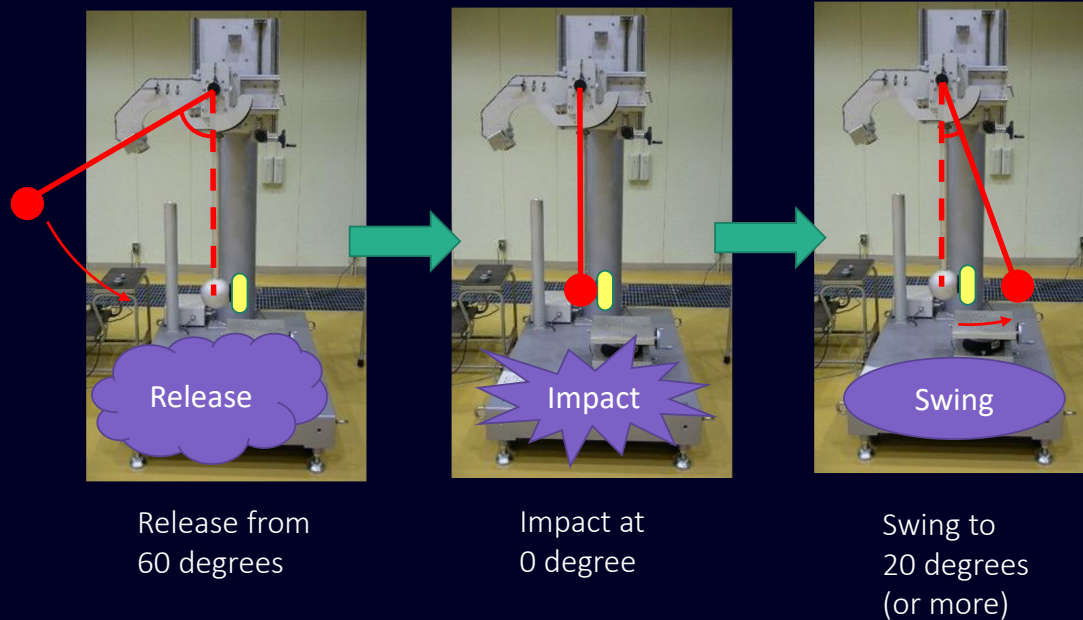 Release
Impact
Swing
Release from
60 degrees
Impact at
0 degree
Swing to
20 degrees
(or more)